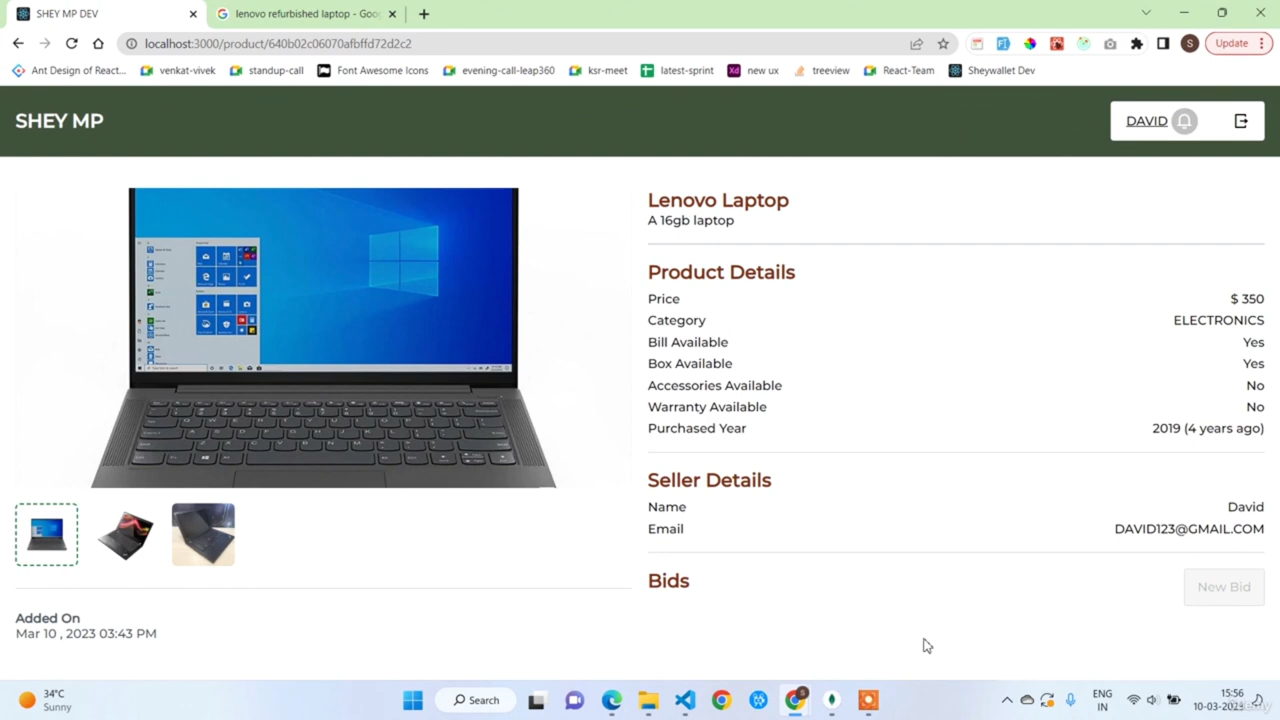 SHEY MP DEV
lenovo refurbished laptop - Goo
localhost:3000/product/640b02c06070afbffd72d2c2
S
Update
Ant Design of React...
venkat-vivek
standup-call
Font Awesome Icons
evening-call-leap360
ksr-meet
latest-sprint
Xd
new ux
treeview
React-Team
Sheywallet Dev
SHEY MP
DAVID
Lenovo Laptop
A 16gb laptop
Product Details
Price $ 350
Category ELECTRONICS
Bill Available Yes
Box Available Yes
Accessories Available No
Warranty Available No
Purchased Year 2019 (4 years ago)
Seller Details
Name David
Email DAVID123@GMAIL.COM
Bids
New Bid
Added On
Mar 10 , 2023 03:43 PM
34°C
Sunny
Search
ENG
IN
15:56
10-03-2023